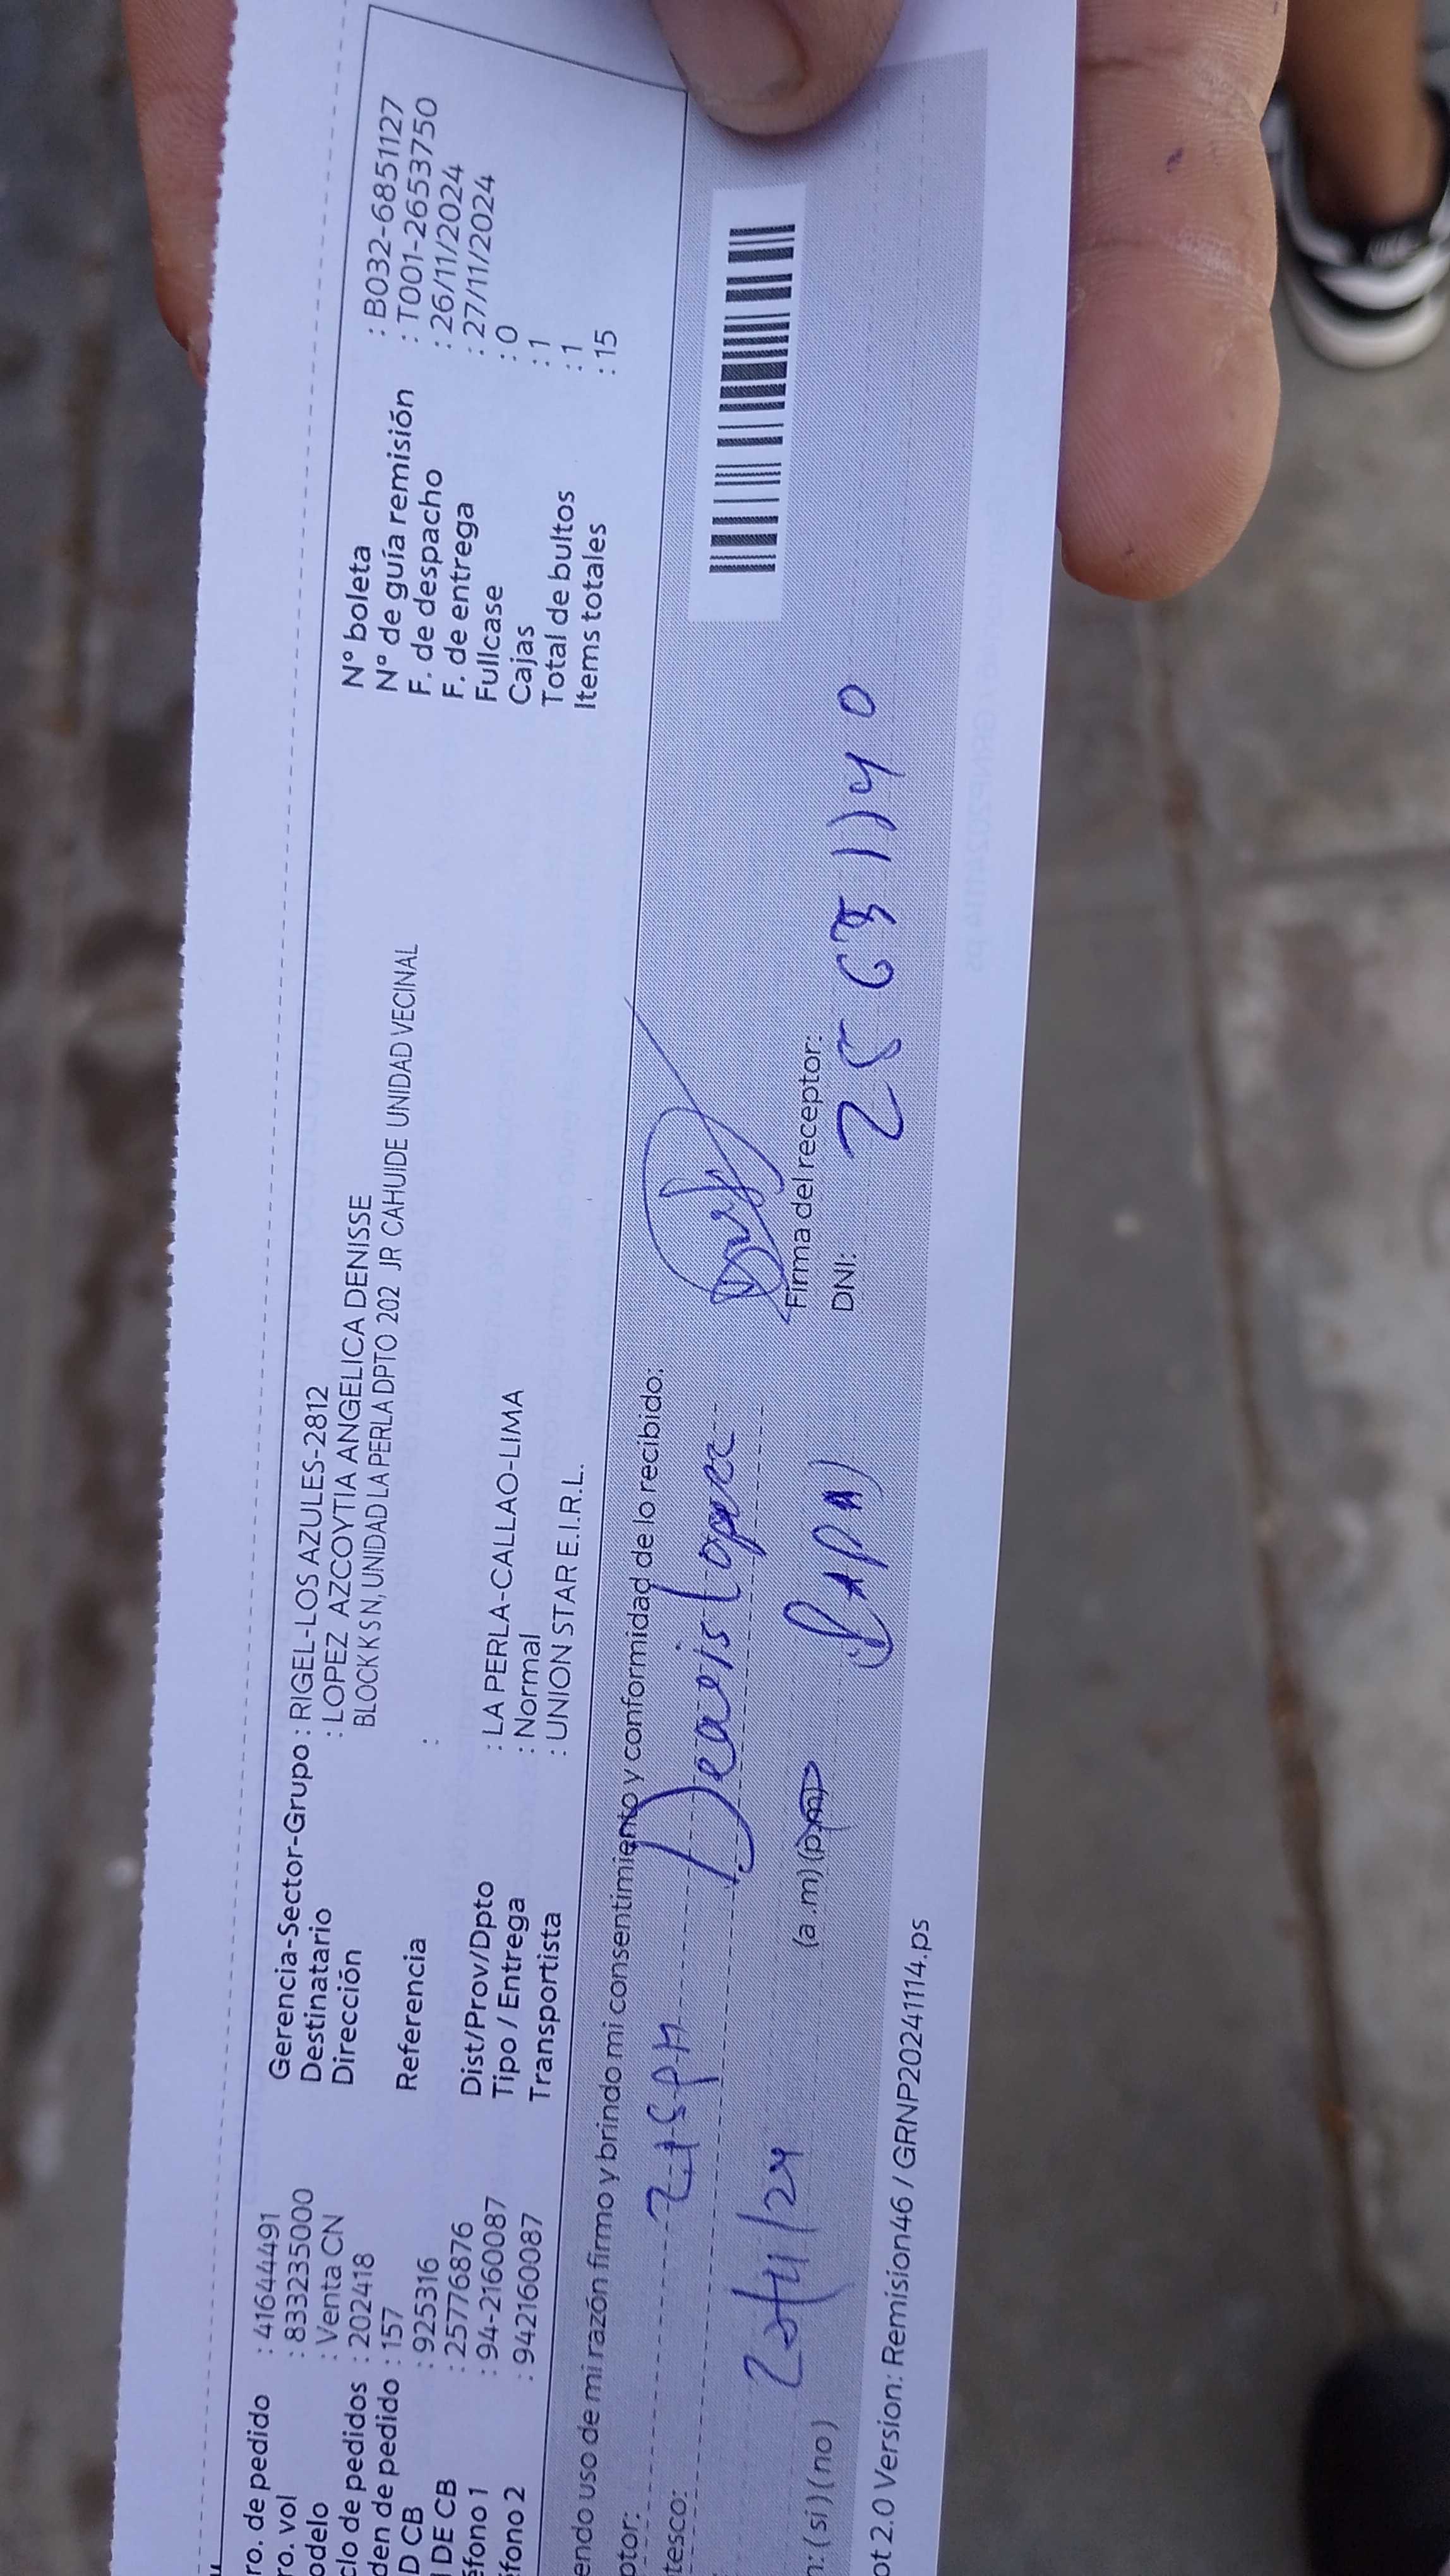 ro. de pedido : 41644491
ro. vol : 833235000
odelo : Venta CN
clo de pedidos : 202418
den de pedido : 157
D CB : 925316
DE CB : 25776876
éfono 1 : 94-2160087
fono 2 : 942160087
Gerencia-Sector-Grupo : RIGEL-LOS AZULES-2812
Destinatario : LOPEZ AZCOYTIA ANGELICA DENISSE
Dirección BLOCK K S N, UNIDAD LA PERLA DPTO 202 JR CAHUIDE UNIDAD VECINAL
Referencia :
Dist/Prov/Dpto : LA PERLA-CALLAO-LIMA
Tipo / Entrega : Normal
Transportista : UNION STAR E.I.R.L.
N° boleta : B032-6851127
N° de guía remisión : T001-2653750
F. de despacho : 26/11/2024
F. de entrega : 27/11/2024
Fullcase : 0
Cajas : 1
Total de bultos : 1
Items totales : 15
endo uso de mi razón firmo y brindo mi consentimiento y conformidad de lo recibido:
ptor:
tesco:
Lopez
Firma del receptor:
n: (si) (no) (a .m) (p.m)
DNI:
ot 2.0 Version: Remision46 / GRNP20241114.ps